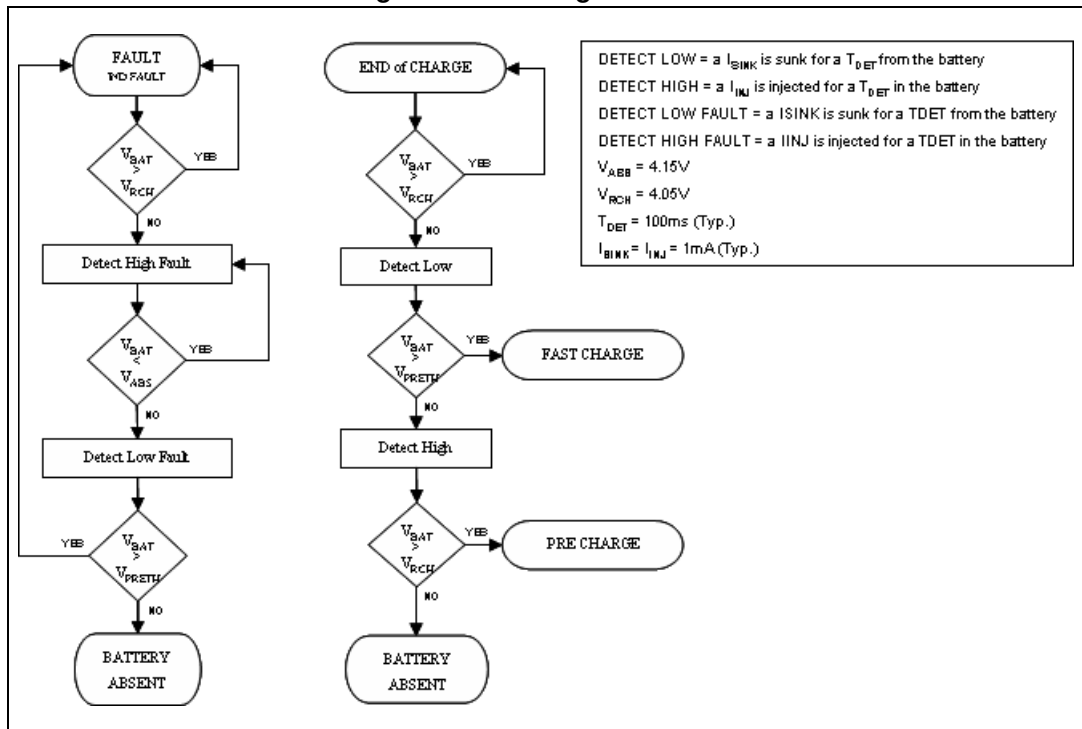 FAULT
IND FAULT
V_BAT
>
V_RCH
YES
NO
Detect High Fault
V_BAT
<
V_ABS
YES
NO
Detect Low Fault
V_BAT
>
V_PRETH
YES
NO
BATTERY
ABSENT
END of CHARGE
V_BAT
>
V_RCH
YES
NO
Detect Low
V_BAT
>
V_PRETH
YES
FAST CHARGE
NO
Detect High
V_BAT
>
V_RCH
YES
PRE CHARGE
NO
BATTERY
ABSENT
DETECT LOW = a I_SINK is sunk for a T_DET from the battery
DETECT HIGH = a I_INJ is injected for a T_DET in the battery
DETECT LOW FAULT = a ISINK is sunk for a TDET from the battery
DETECT HIGH FAULT = a IINJ is injected for a TDET in the battery
V_ABS = 4.15V
V_RCH = 4.05V
T_DET = 100ms (Typ.)
I_SINK = I_INJ = 1mA (Typ.)